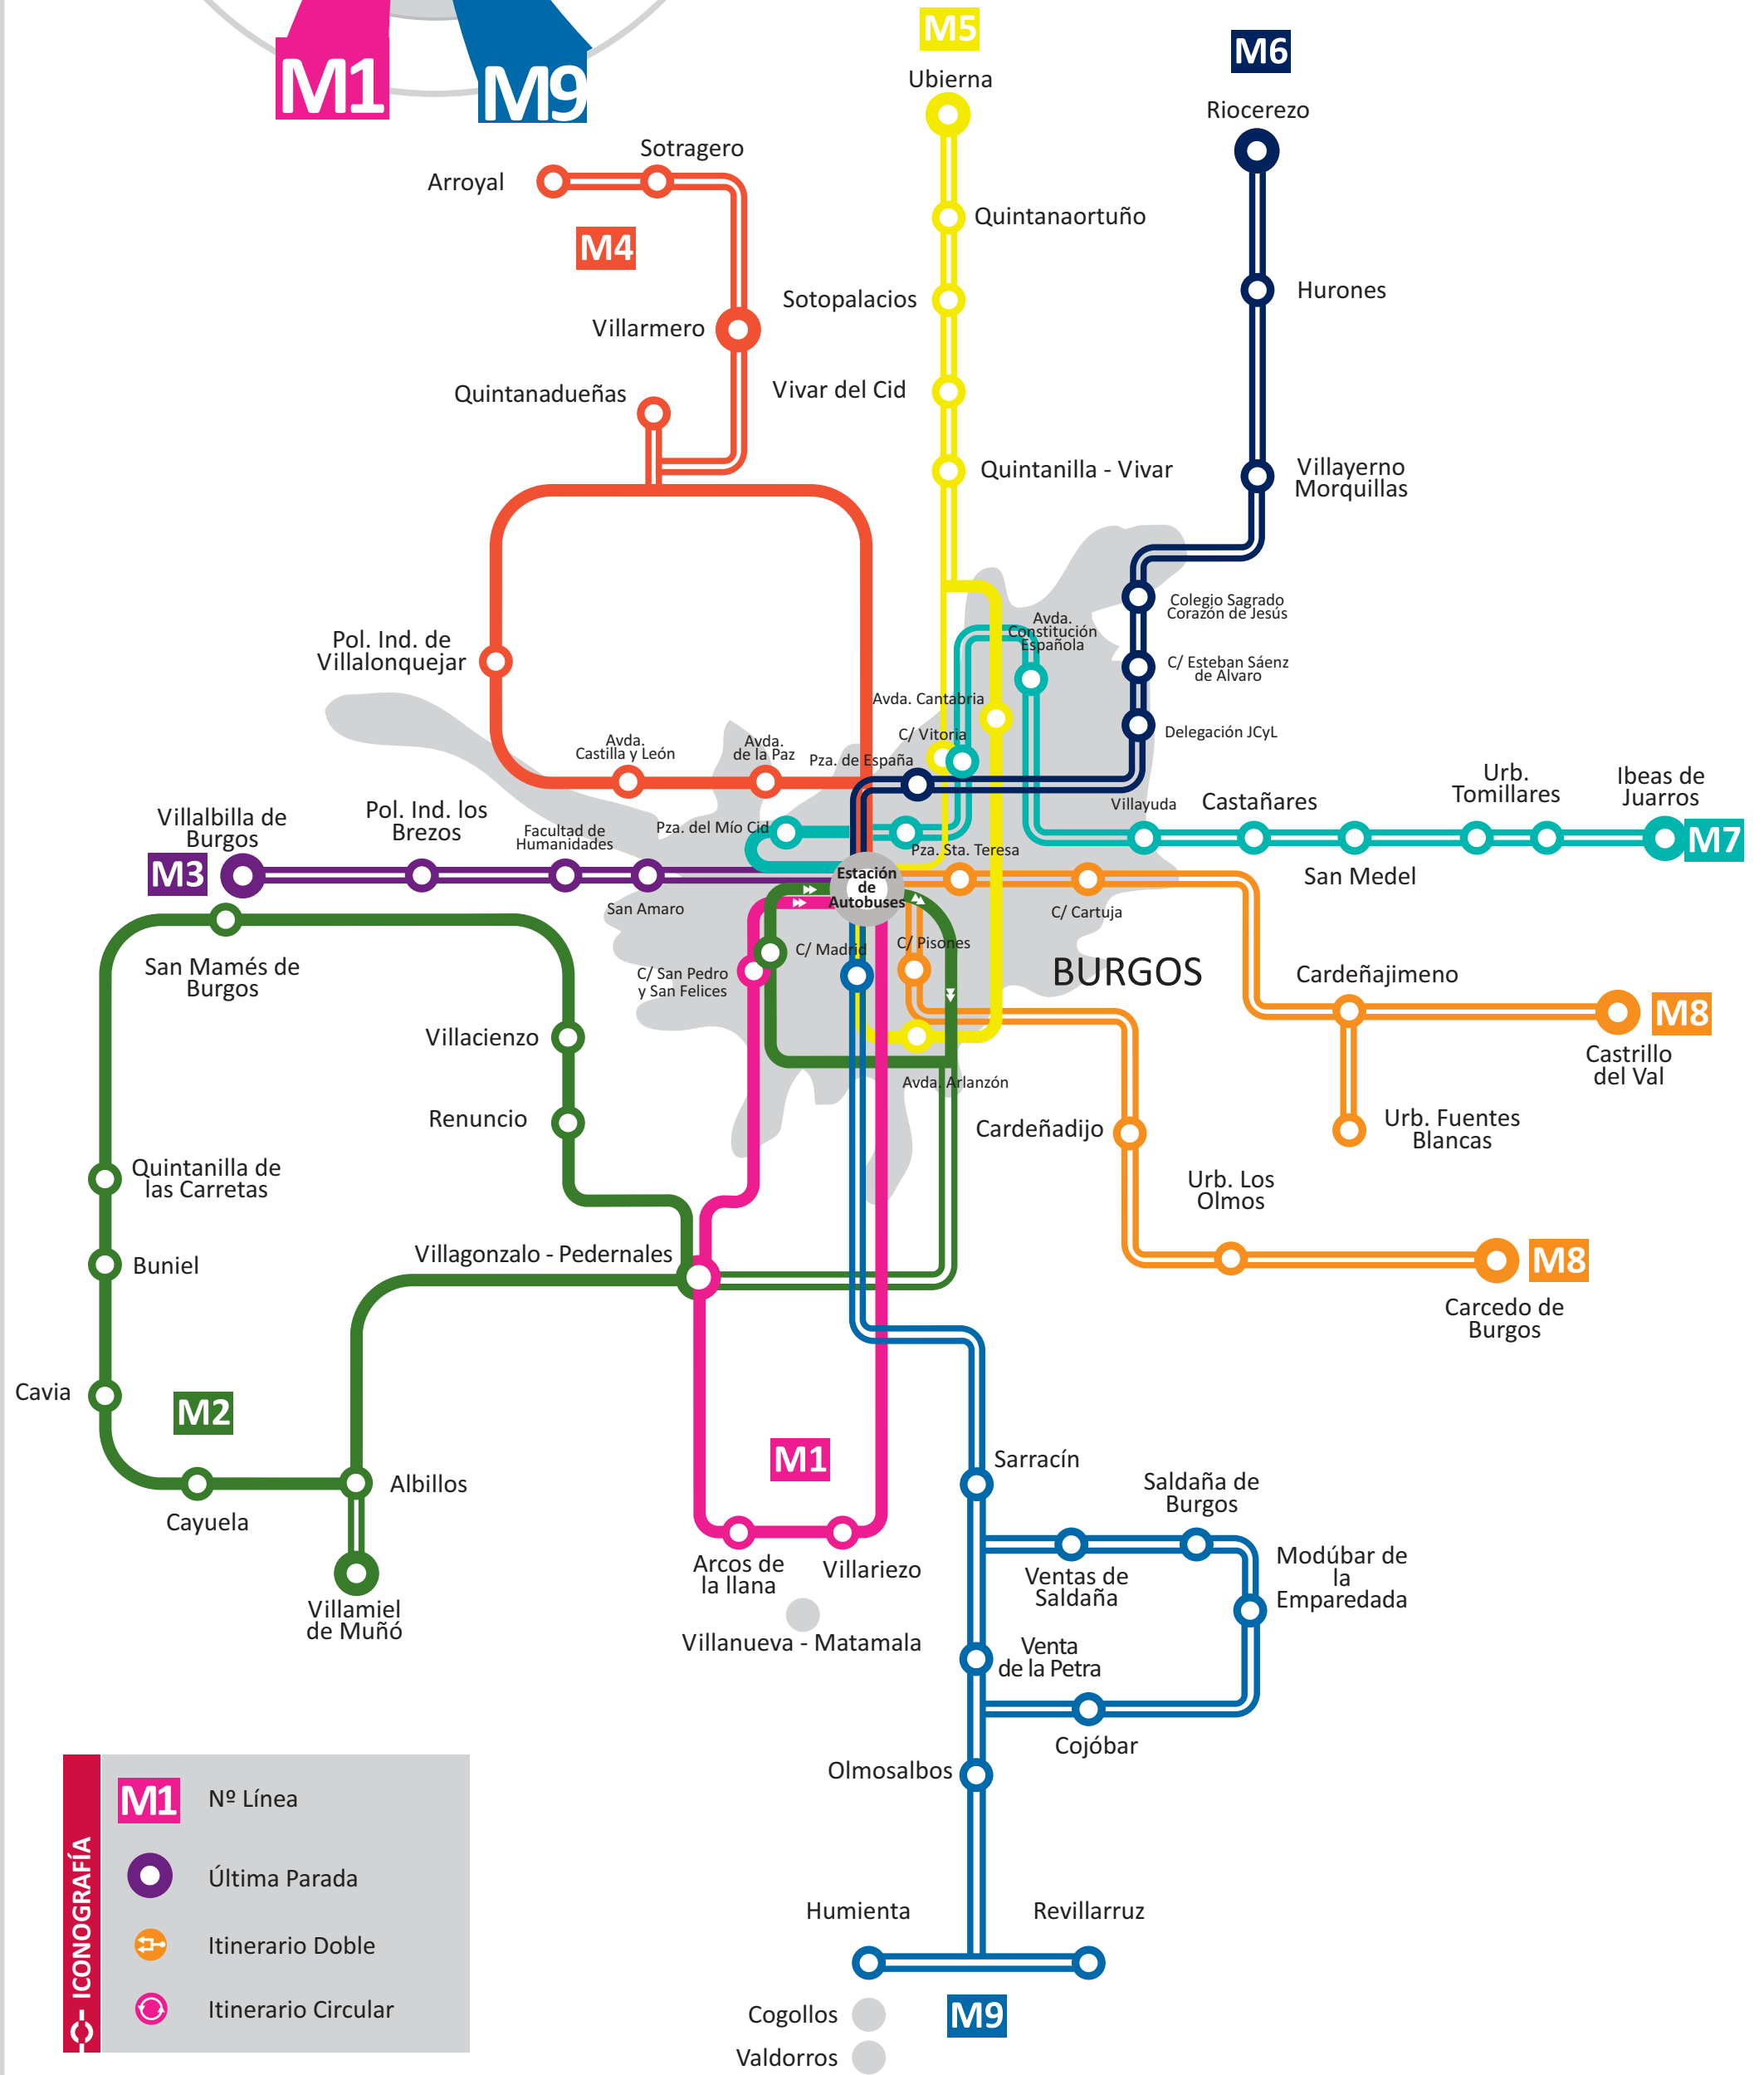 M1
M9
M5
Ubierna
M6
Riocerezo
Sotragero
Arroyal
Quintanaortuño
M4
Hurones
Sotopalacios
Villarmero
Vivar del Cid
Quintanadueñas
Quintanilla - Vivar
Villayerno
Morquillas
Colegio Sagrado
Corazón de Jesús
Avda.
Constitución
Española
Pol. Ind. de
Villalonquejar
C/ Esteban Sáenz
de Alvaro
Avda. Cantabria
C/ Vitoria
Delegación JCyL
Avda.
Castilla y León
Avda.
de la Paz
Pza. de España
Urb.
Tomillares
Ibeas de
Juarros
Villayuda
Castañares
Villalbilla de
Burgos
Pol. Ind. los
Brezos
Facultad de
Humanidades
Pza. del Mío Cid
M7
Pza. Sta. Teresa
M3
Estación
de
Autobuses
San Medel
San Amaro
C/ Cartuja
C/ Madrid
C/ Pisones
San Mamés de
Burgos
C/ San Pedro
y San Felices
BURGOS
Cardeñajimeno
M8
Villacienzo
Castrillo
del Val
Avda. Arlanzón
Renuncio
Cardeñadijo
Urb. Fuentes
Blancas
Quintanilla de
las Carretas
Urb. Los
Olmos
Villagonzalo - Pedernales
Buniel
M8
Carcedo de
Burgos
Cavia
M2
M1
Sarracín
Albillos
Saldaña de
Burgos
Cayuela
Arcos de
la llana
Villariezo
Ventas de
Saldaña
Modúbar de
la
Emparedada
Villamiel
de Muñó
Villanueva - Matamala
Venta
de la Petra
Cojóbar
Olmosalbos
ICONOGRAFÍA
M1
Nº Línea
Última Parada
Itinerario Doble
Itinerario Circular
Humienta
Revillarruz
Cogollos
M9
Valdorros